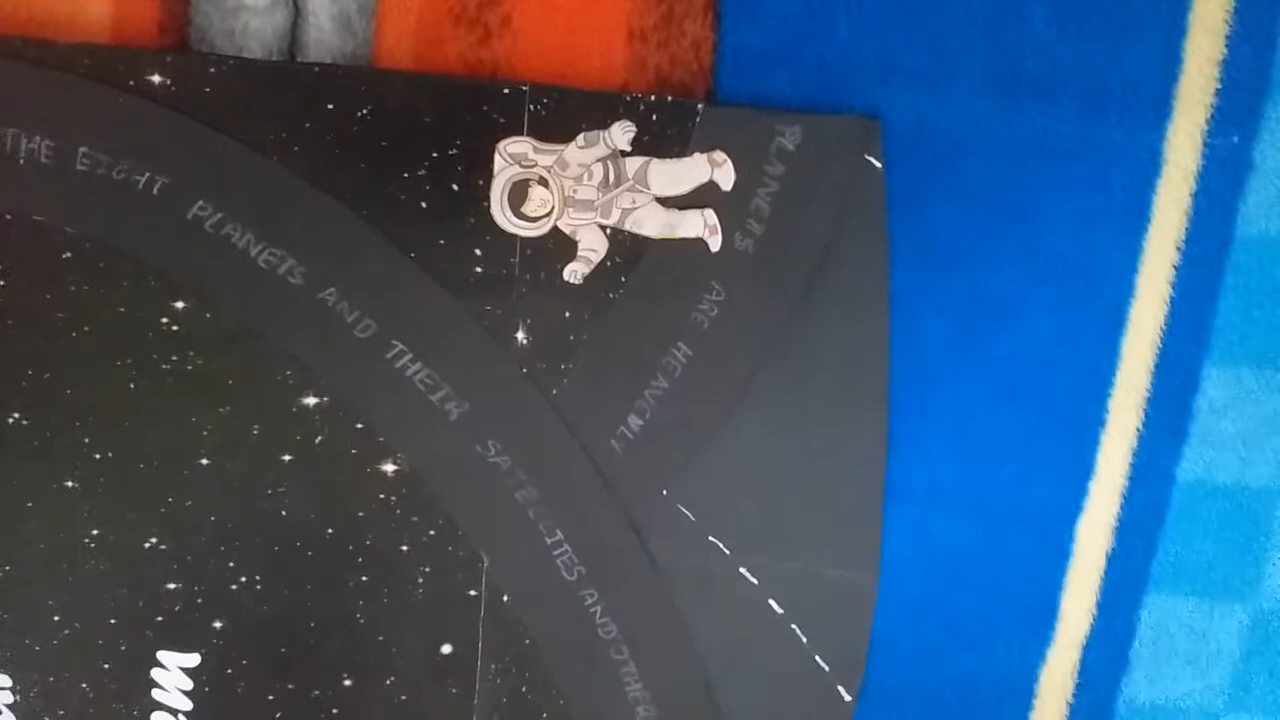 THE EIGHT PLANETS AND THEIR SATELLITES AND OTHER
PLANETS ARE HEAVENLY